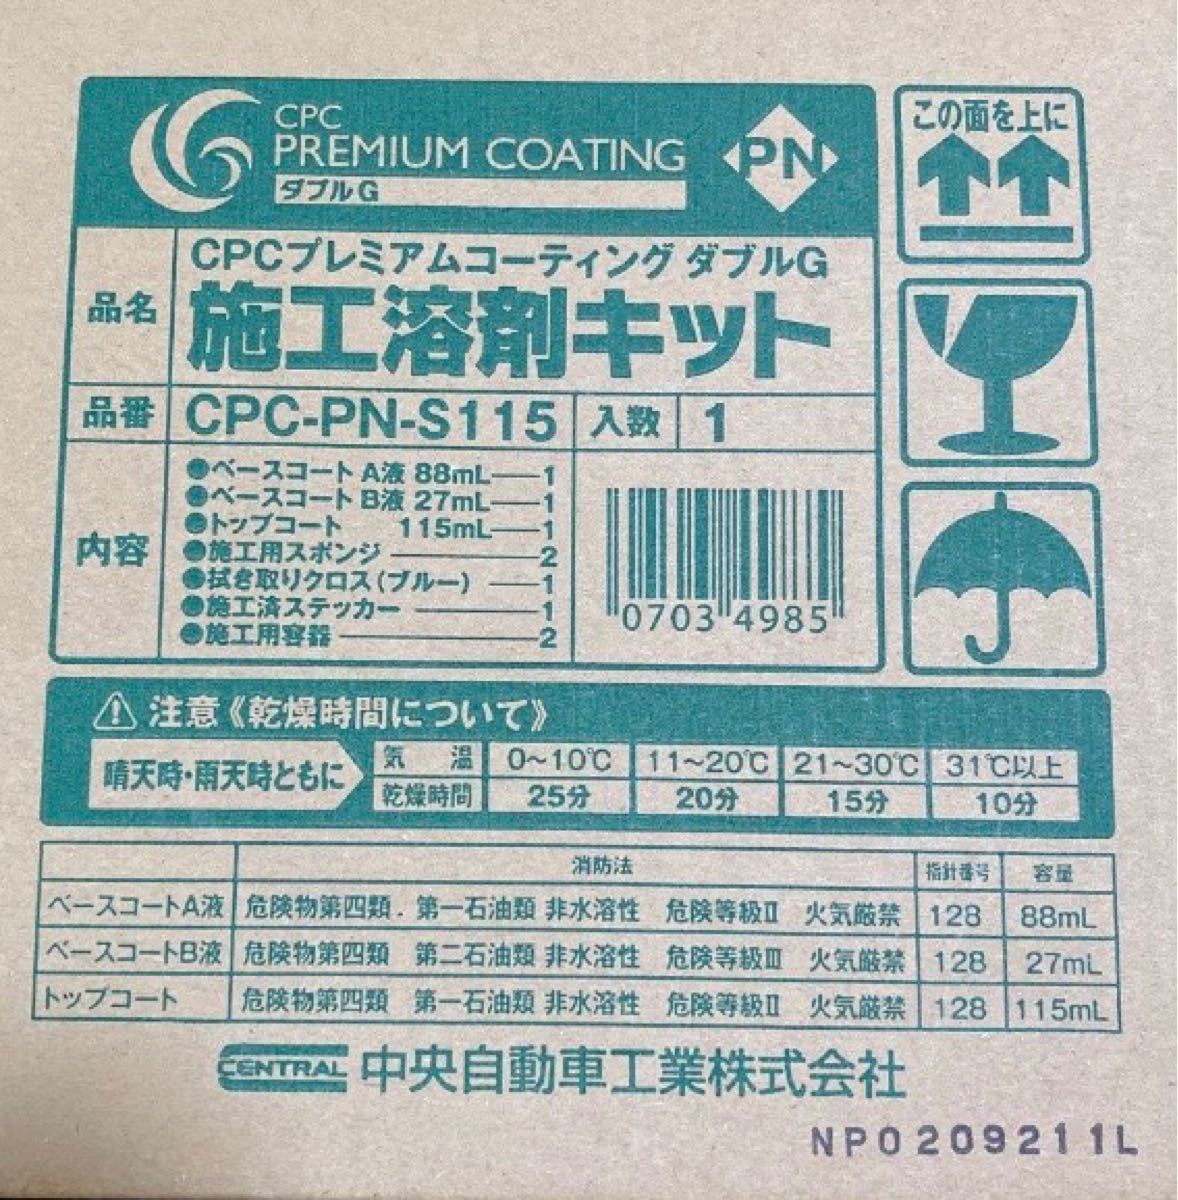 CPC
PREMIUM COATING
ダブルG
PN
この面を上に
品名
CPCプレミアムコーティング ダブルG
施工溶剤キット
品番 CPC-PN-S115 入数 1
内容
●ベースコート A液 88mL 1
●ベースコート B液 27mL 1
●トップコート 115mL 1
●施工用スポンジ 2
●拭き取りクロス(ブルー) 1
●施工済ステッカー 1
●施工用容器 2
0703 4985
注意《乾燥時間について》
晴天時・雨天時ともに
気温 0~10℃ 11~20℃ 21~30℃ 31℃以上
乾燥時間 25分 20分 15分 10分
消防法 指針番号 容量
ベースコートA液 危険物第四類. 第一石油類 非水溶性 危険等級Ⅱ 火気厳禁 128 88mL
ベースコートB液 危険物第四類 第二石油類 非水溶性 危険等級Ⅲ 火気厳禁 128 27mL
トップコート 危険物第四類 第一石油類 非水溶性 危険等級Ⅱ 火気厳禁 128 115mL
CENTRAL 中央自動車工業株式会社
NP0209211L